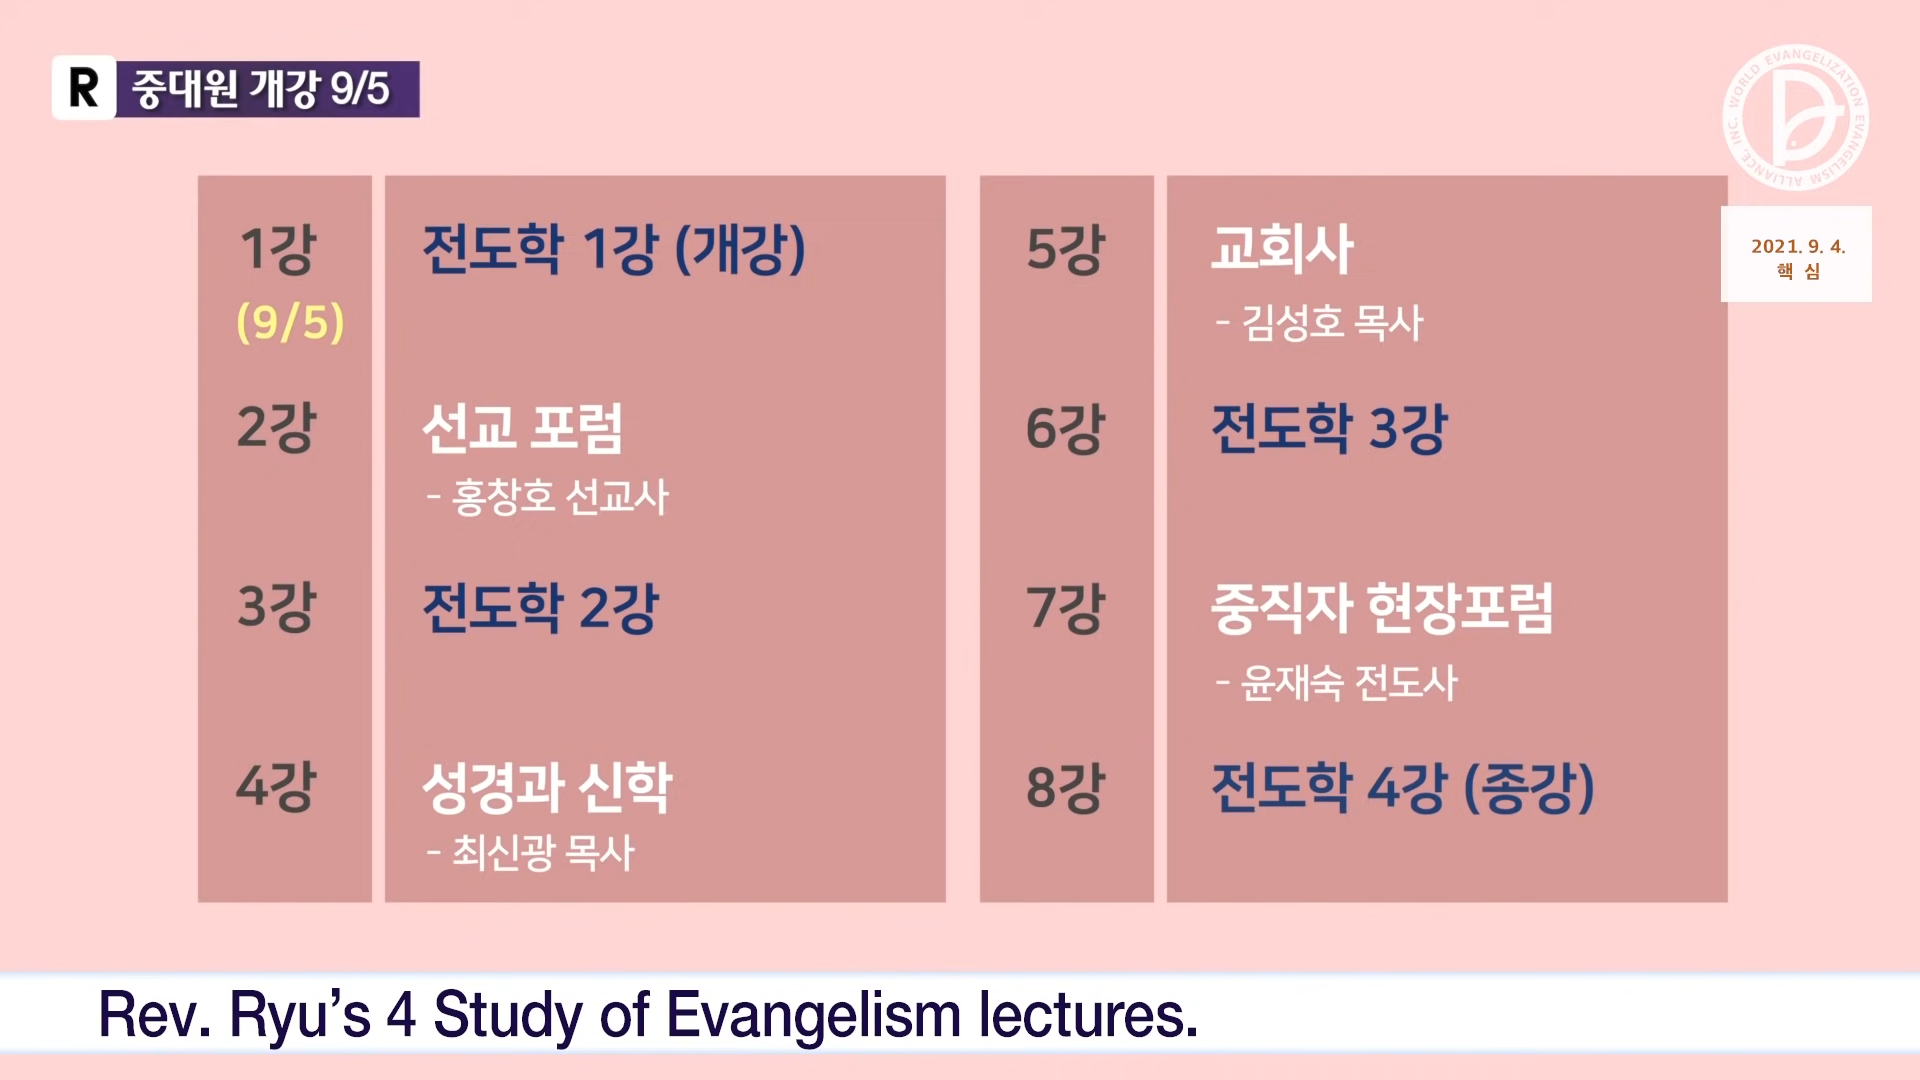 R 중대원 개강 9/5
WORLD EVANGELIZATION EVANGELISM ALLIANCE, INC.
2021. 9. 4.
핵 심
1강 전도학 1강 (개강)
(9/5)
2강 선교 포럼
- 홍창호 선교사
3강 전도학 2강
4강 성경과 신학
- 최신광 목사
5강 교회사
- 김성호 목사
6강 전도학 3강
7강 중직자 현장포럼
- 윤재숙 전도사
8강 전도학 4강 (종강)
Rev. Ryu’s 4 Study of Evangelism lectures.